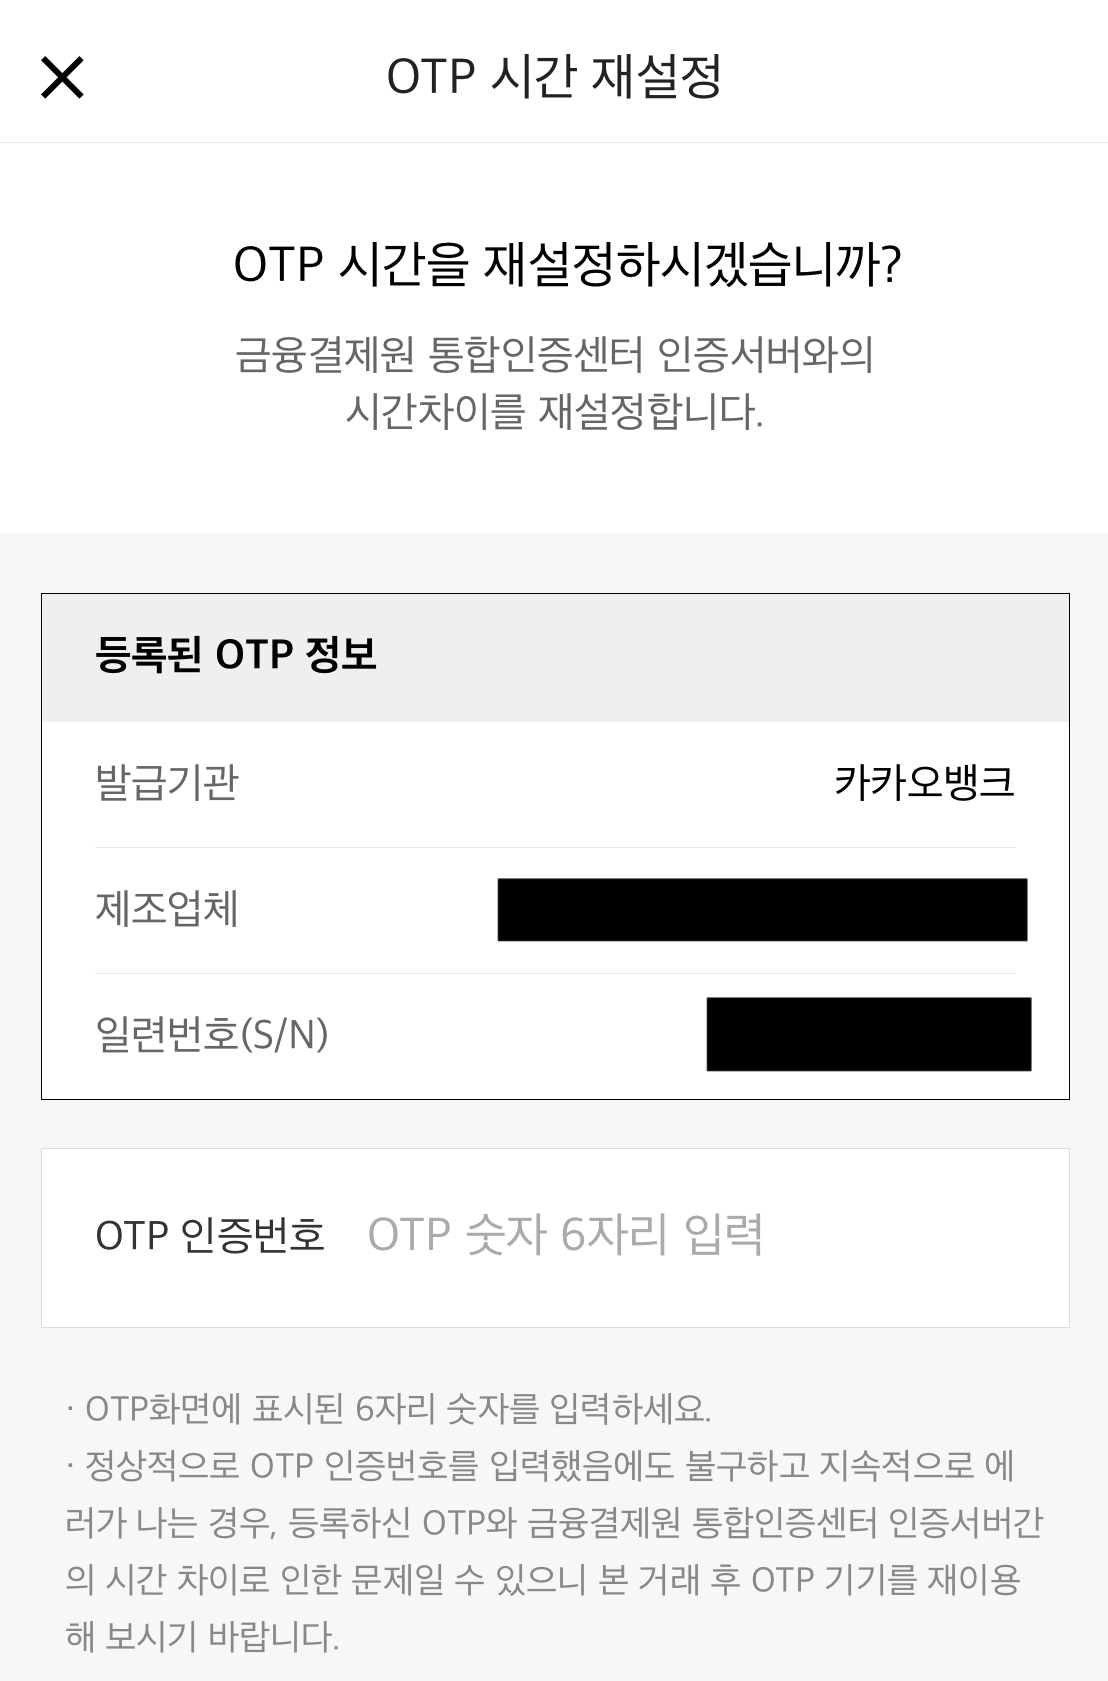 OTP 시간 재설정
OTP 시간을 재설정하시겠습니까?
금융결제원 통합인증센터 인증서버와의
시간차이를 재설정합니다.
등록된 OTP 정보
발급기관 카카오뱅크
제조업체
일련번호(S/N)
OTP 인증번호 OTP 숫자 6자리 입력
· OTP화면에 표시된 6자리 숫자를 입력하세요.
· 정상적으로 OTP 인증번호를 입력했음에도 불구하고 지속적으로 에
러가 나는 경우, 등록하신 OTP와 금융결제원 통합인증센터 인증서버간
의 시간 차이로 인한 문제일 수 있으니 본 거래 후 OTP 기기를 재이용
해 보시기 바랍니다.